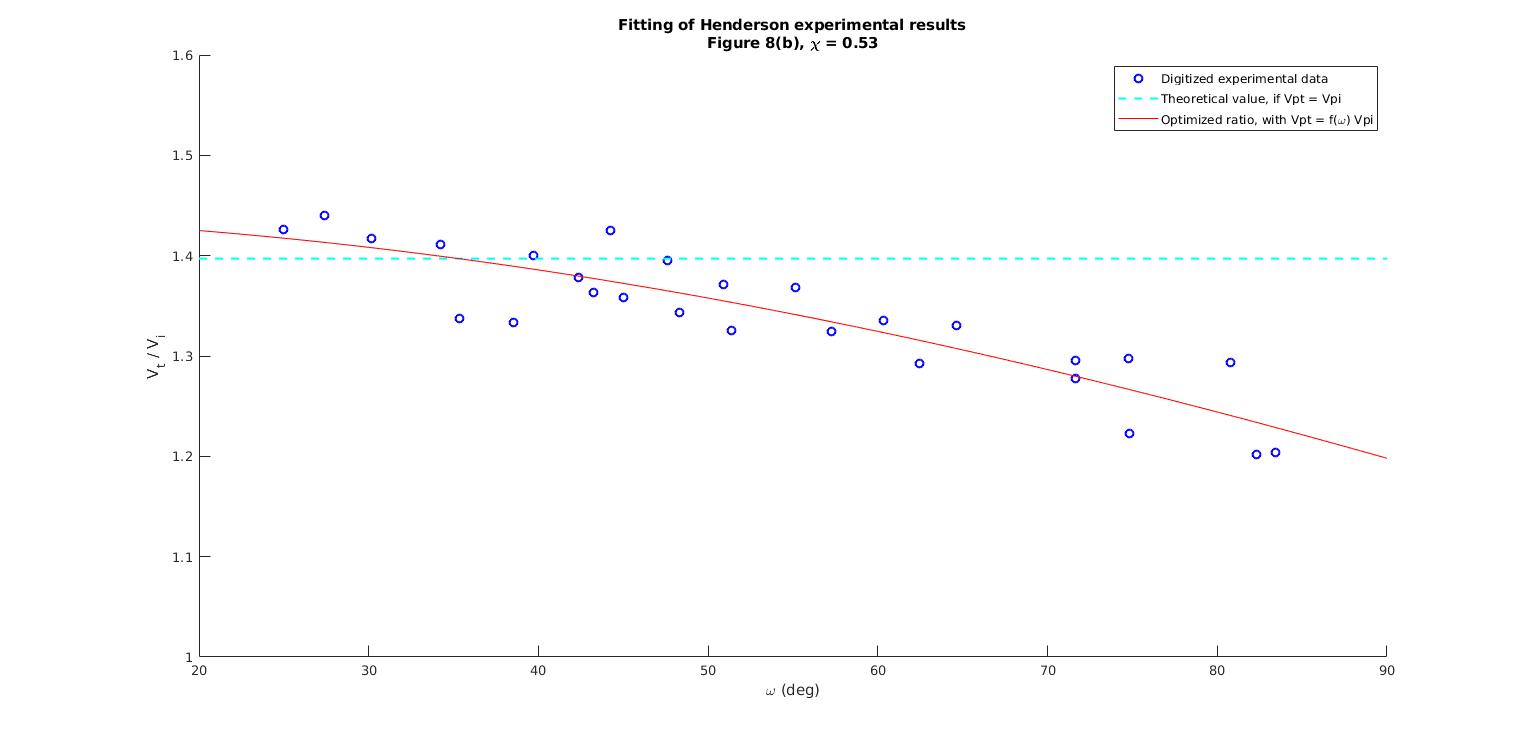 Fitting of Henderson experimental results
Figure 8(b), χ = 0.53
Digitized experimental data
Theoretical value, if Vpt = Vpi
Optimized ratio, with Vpt = f(ω) Vpi
1.6
1.5
1.4
1.3
1.2
1.1
1
V_t / V_i
20 30 40 50 60 70 80 90
ω (deg)